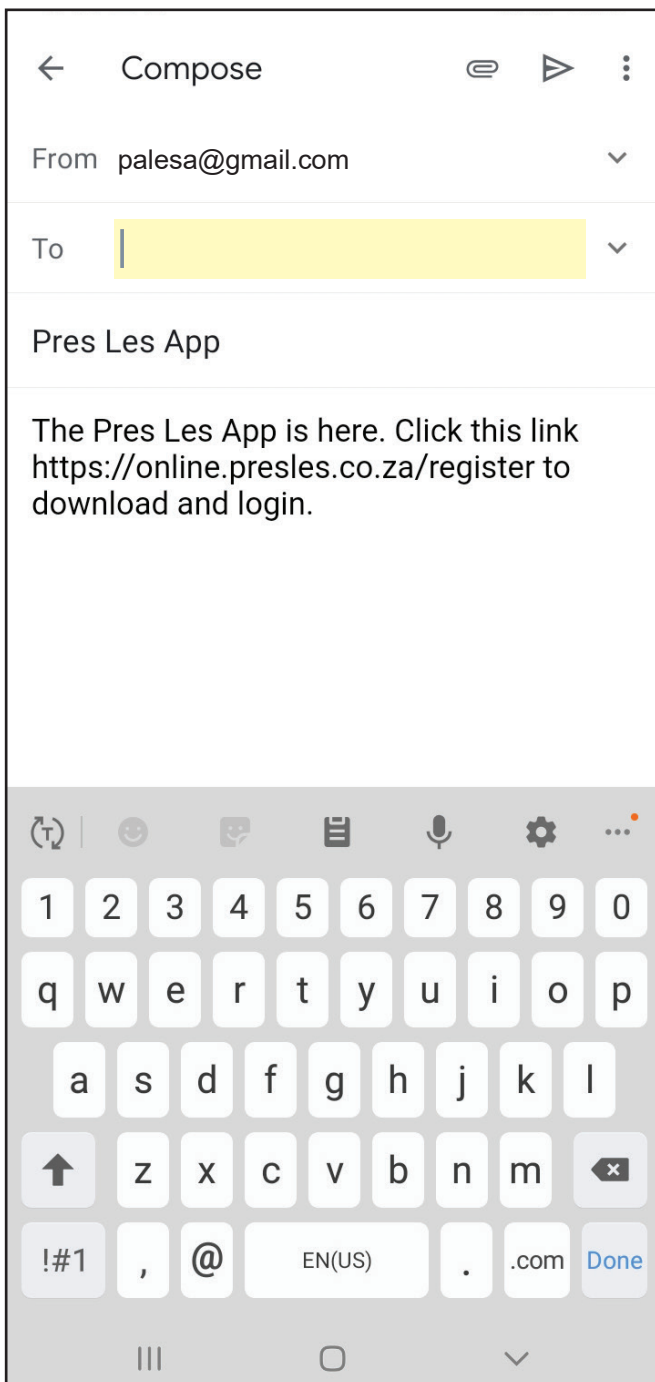 Compose
From palesa@gmail.com
To
Pres Les App
The Pres Les App is here. Click this link
https://online.presles.co.za/register to
download and login.
T
1 2 3 4 5 6 7 8 9 0
q w e r t y u i o p
a s d f g h j k l
z x c v b n m
!#1 , @ EN(US) . .com Done